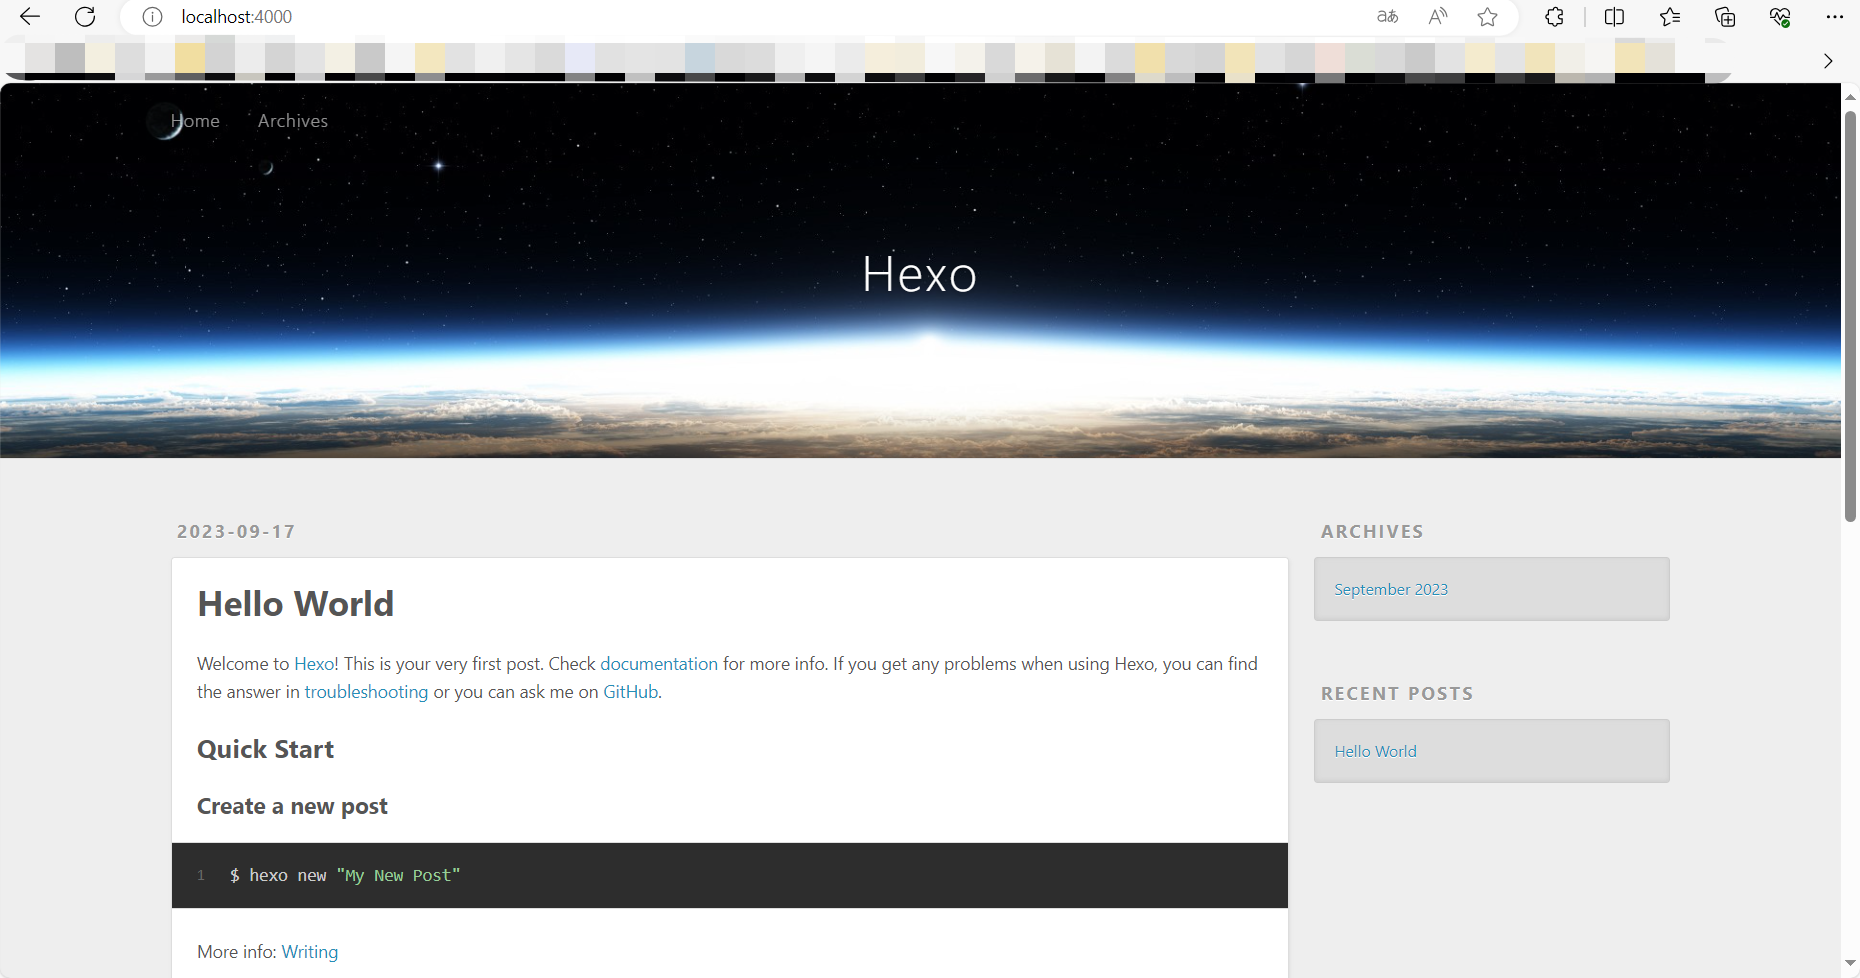 localhost:4000
Home Archives
Hexo
2023-09-17
Hello World
Welcome to Hexo! This is your very first post. Check documentation for more info. If you get any problems when using Hexo, you can find
the answer in troubleshooting or you can ask me on GitHub.
Quick Start
Create a new post
1 $ hexo new "My New Post"
More info: Writing
ARCHIVES
September 2023
RECENT POSTS
Hello World